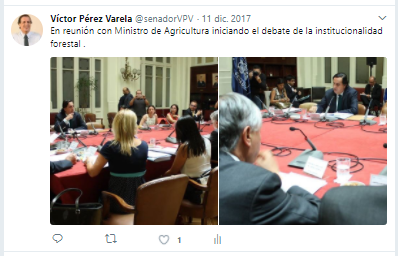 Víctor Pérez Varela @senadorVPV · 11 dic. 2017
En reunión con Ministro de Agricultura iniciando el debate de la institucionalidad
forestal .
1